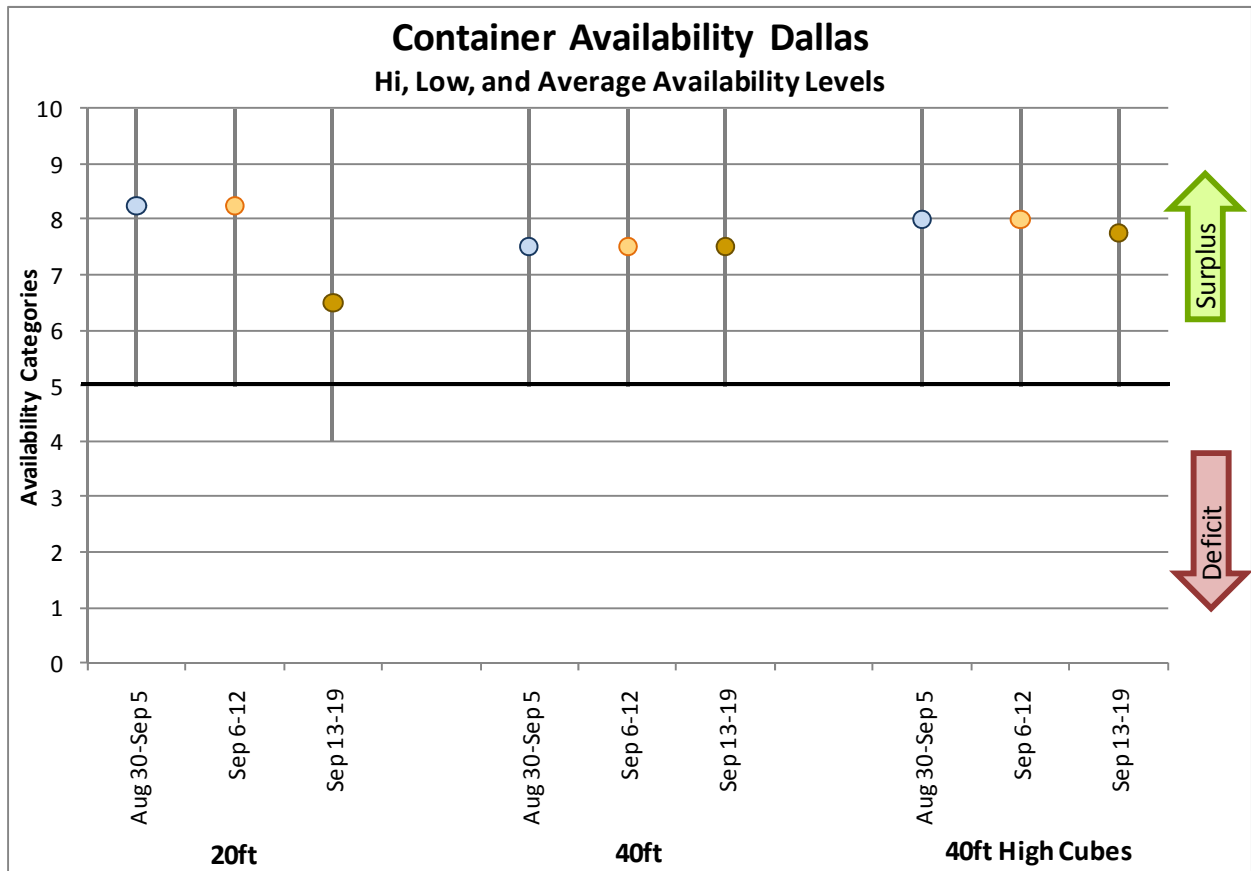 Container Availability Dallas
Hi, Low, and Average Availability Levels
Availability Categories
10
9
8
7
6
5
4
3
2
1
0
Surplus
Deficit
Aug 30-Sep 5
Sep 6-12
Sep 13-19
Aug 30-Sep 5
Sep 6-12
Sep 13-19
Aug 30-Sep 5
Sep 6-12
Sep 13-19
20ft
40ft
40ft High Cubes